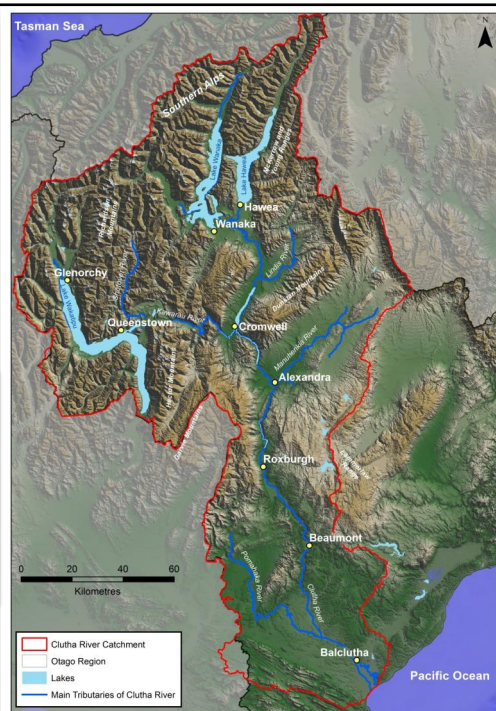 Tasman Sea
N
Southern Alps
Lake Wanaka
Lake Hawea
Hawea
Wanaka
Lindis River
Glenorchy
Lake Wakatipu
Dunstan Mountains
Queenstown
Kawarau River
Cromwell
Manuherikia River
Alexandra
Roxburgh
Beaumont
Pomahaka River
Clutha River
Balclutha
Pacific Ocean
0 20 40 60
Kilometres
Clutha River Catchment
Otago Region
Lakes
Main Tributaries of Clutha River